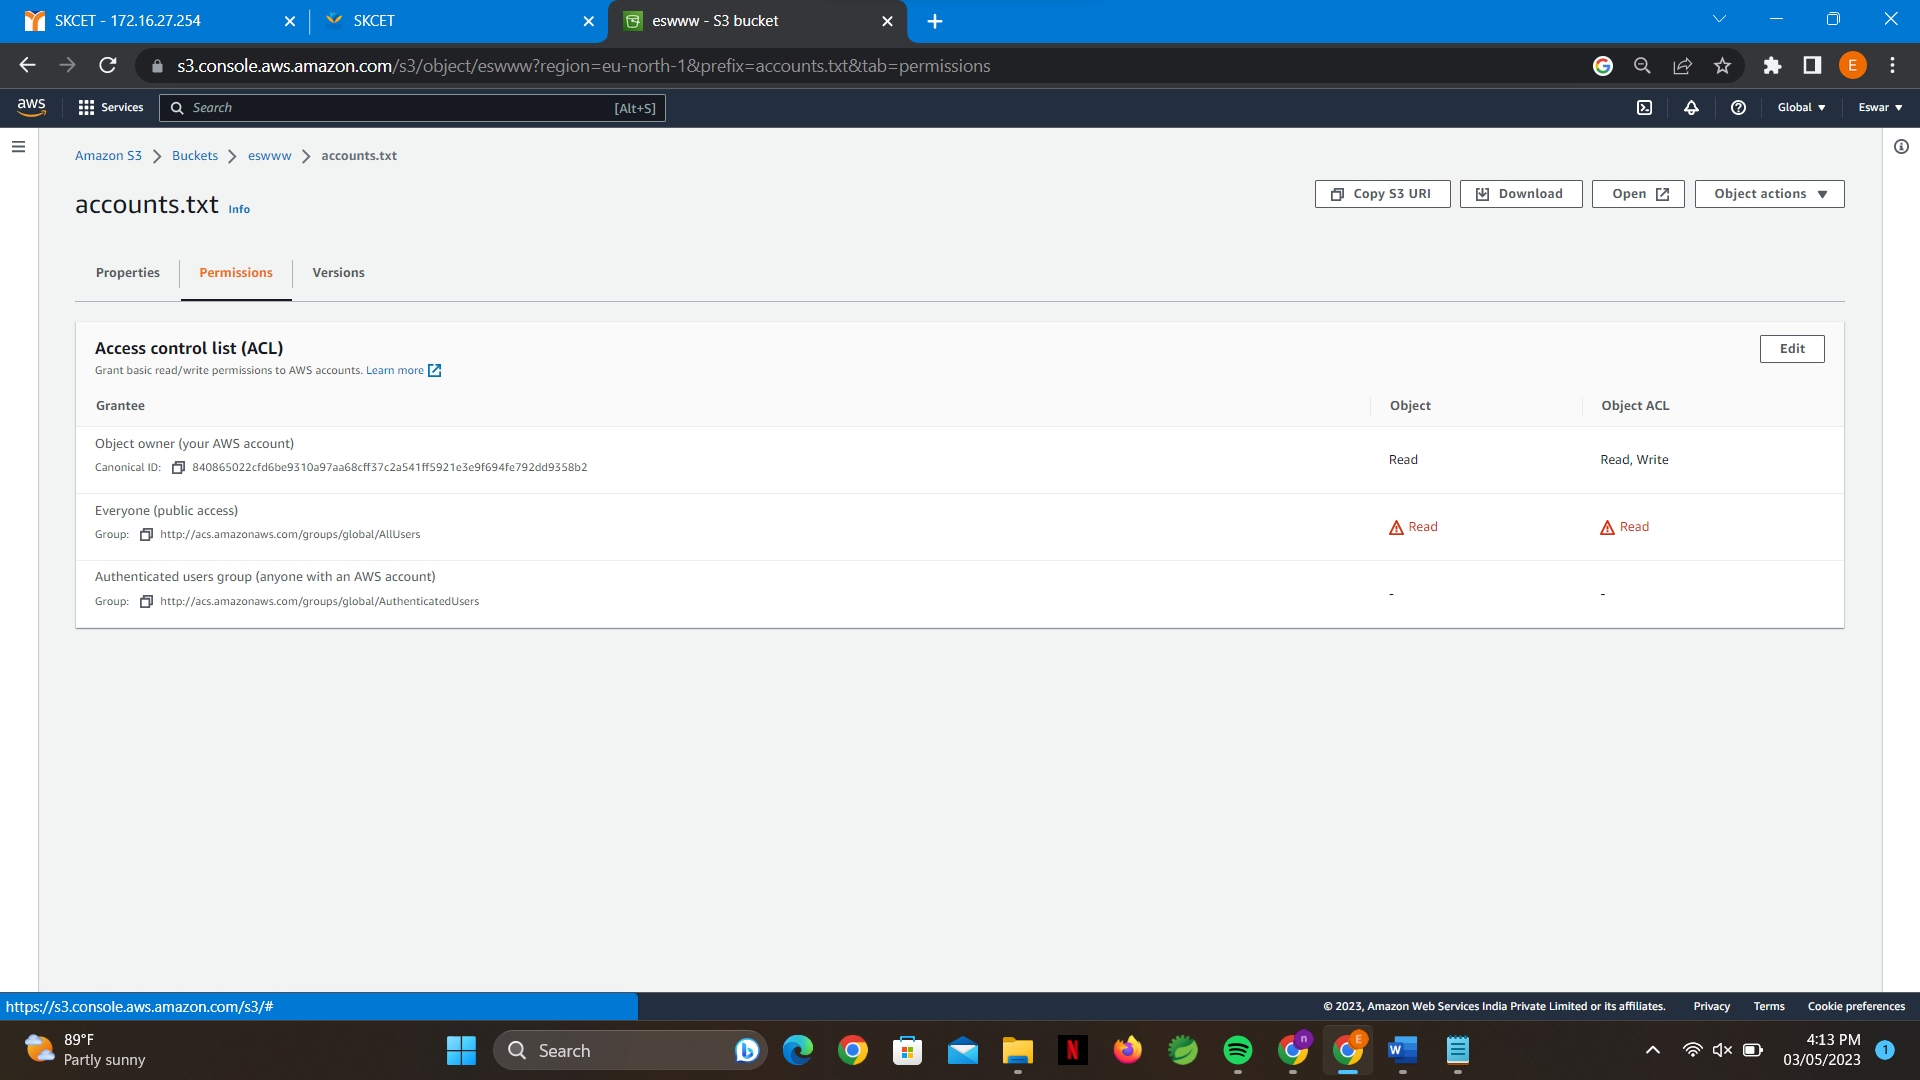 SKCET - 172.16.27.254
SKCET
eswww - S3 bucket
s3.console.aws.amazon.com/s3/object/eswww?region=eu-north-1&prefix=accounts.txt&tab=permissions
E
aws
Services
Search
[Alt+S]
Global
Eswar
Amazon S3
Buckets
eswww
accounts.txt
accounts.txt
Info
Copy S3 URI
Download
Open
Object actions
Properties
Permissions
Versions
Access control list (ACL)
Edit
Grant basic read/write permissions to AWS accounts. Learn more
Grantee
Object
Object ACL
Object owner (your AWS account)
Canonical ID: 840865022cfd6be9310a97aa68cff37c2a541ff5921e3e9f694fe792dd9358b2
Read
Read, Write
Everyone (public access)
Group: http://acs.amazonaws.com/groups/global/AllUsers
Read
Read
Authenticated users group (anyone with an AWS account)
Group: http://acs.amazonaws.com/groups/global/AuthenticatedUsers
-
-
https://s3.console.aws.amazon.com/s3/#
© 2023, Amazon Web Services India Private Limited or its affiliates.
Privacy
Terms
Cookie preferences
89°F
Partly sunny
Search
N
n
E
W
4:13 PM
03/05/2023
1